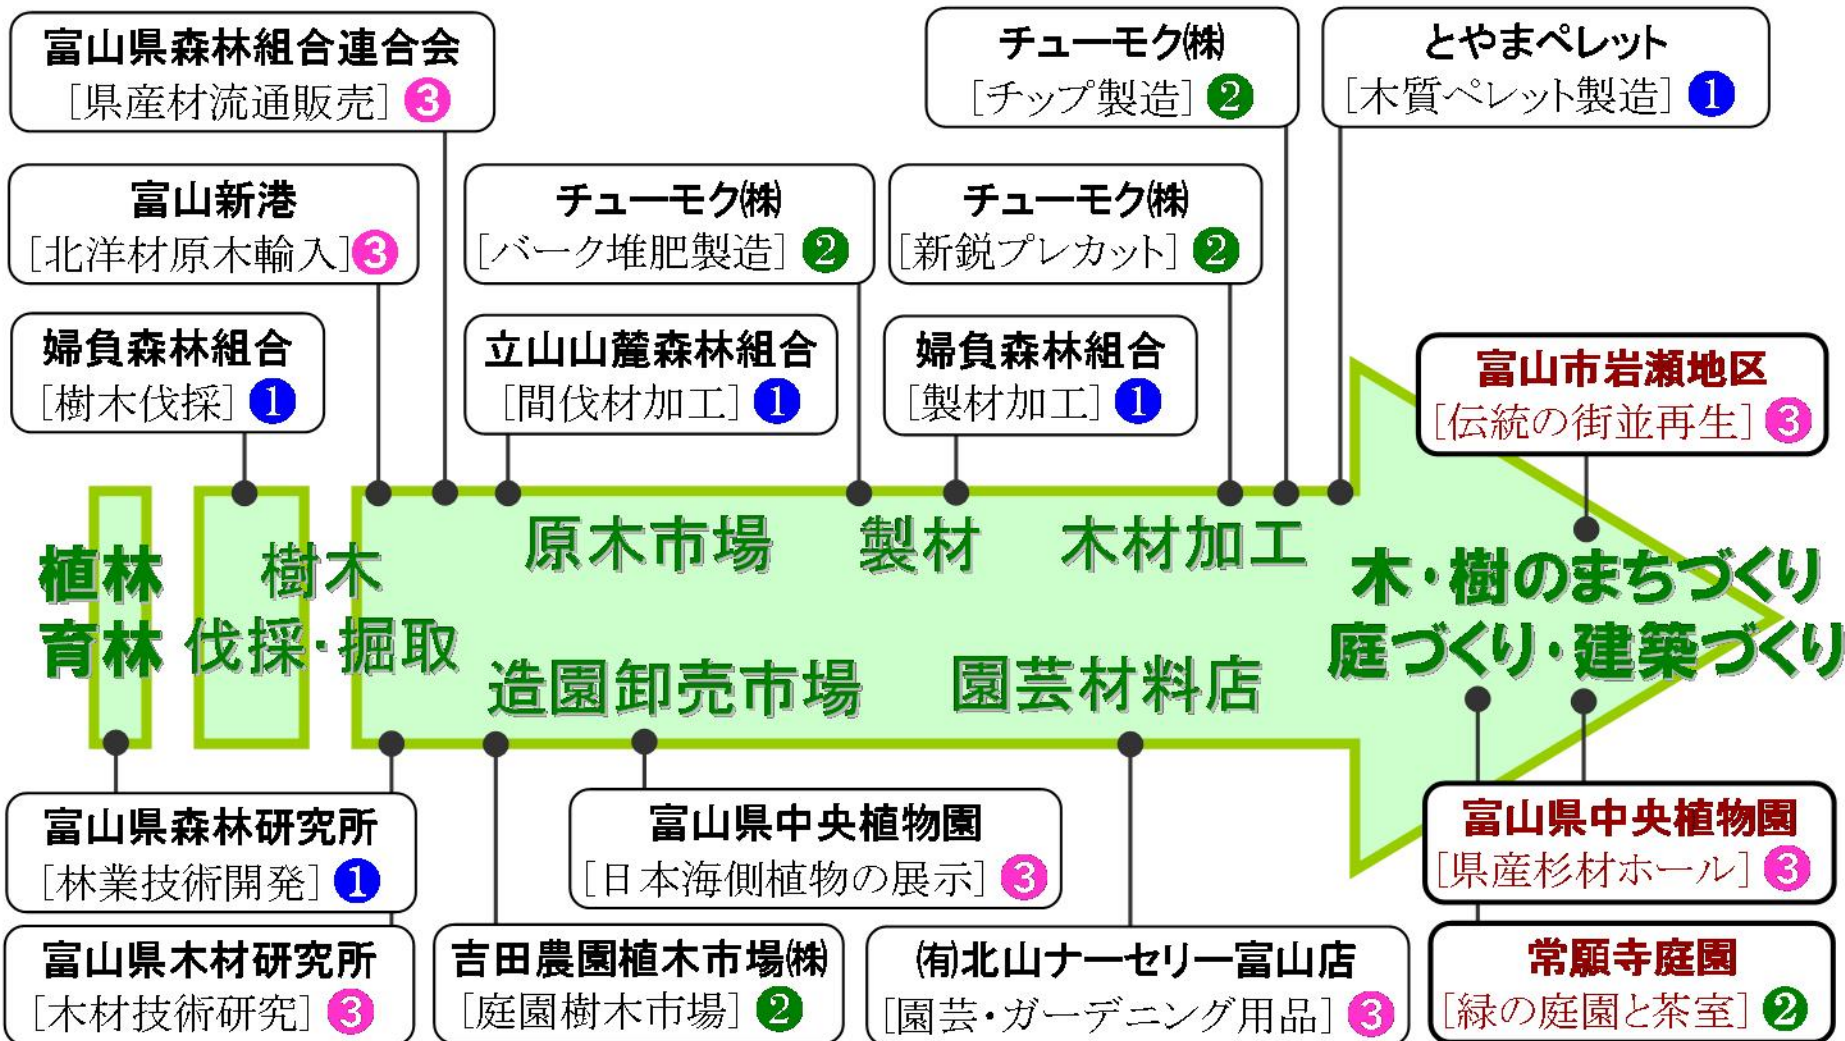 富山県森林組合連合会
[県産材流通販売] ❸
チューモク㈱
[チップ製造] ❷
とやまペレット
[木質ペレット製造] ❶
富山新港
[北洋材原木輸入] ❸
チューモク㈱
[バーク堆肥製造] ❷
チューモク㈱
[新鋭プレカット] ❷
婦負森林組合
[樹木伐採] ❶
立山山麓森林組合
[間伐材加工] ❶
婦負森林組合
[製材加工] ❶
富山市岩瀬地区
[伝統の街並再生] ❸
植林
育林
樹木
伐採・掘取
原木市場
製材
木材加工
造園卸売市場
園芸材料店
木・樹のまちづくり
庭づくり・建築づくり
富山県森林研究所
[林業技術開発] ❶
富山県中央植物園
[日本海側植物の展示] ❸
富山県中央植物園
[県産杉材ホール] ❸
富山県木材研究所
[木材技術研究] ❸
吉田農園植木市場㈱
[庭園樹木市場] ❷
㈲北山ナーセリー富山店
[園芸・ガーデニング用品] ❸
常願寺庭園
[緑の庭園と茶室] ❷